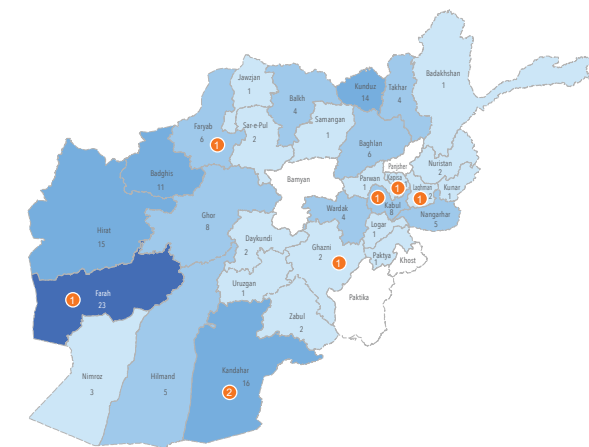 Badakhshan
1
Jawzjan
1
Kunduz
14
Takhar
4
Balkh
4
Samangan
1
Faryab
6
1
Sar-e-Pul
2
Baghlan
6
Panjsher
Nuristan
2
Badghis
11
Bamyan
Parwan
1
Kapisa
1
Laghman
2
1
Kunar
1
1
Kabul
8
Nangarhar
5
Wardak
4
Ghor
8
Logar
1
Hirat
15
Daykundi
2
Ghazni
2
1
Paktya
1
Khost
Farah
23
1
Uruzgan
1
Paktika
Zabul
2
Nimroz
3
Hilmand
5
Kandahar
16
2